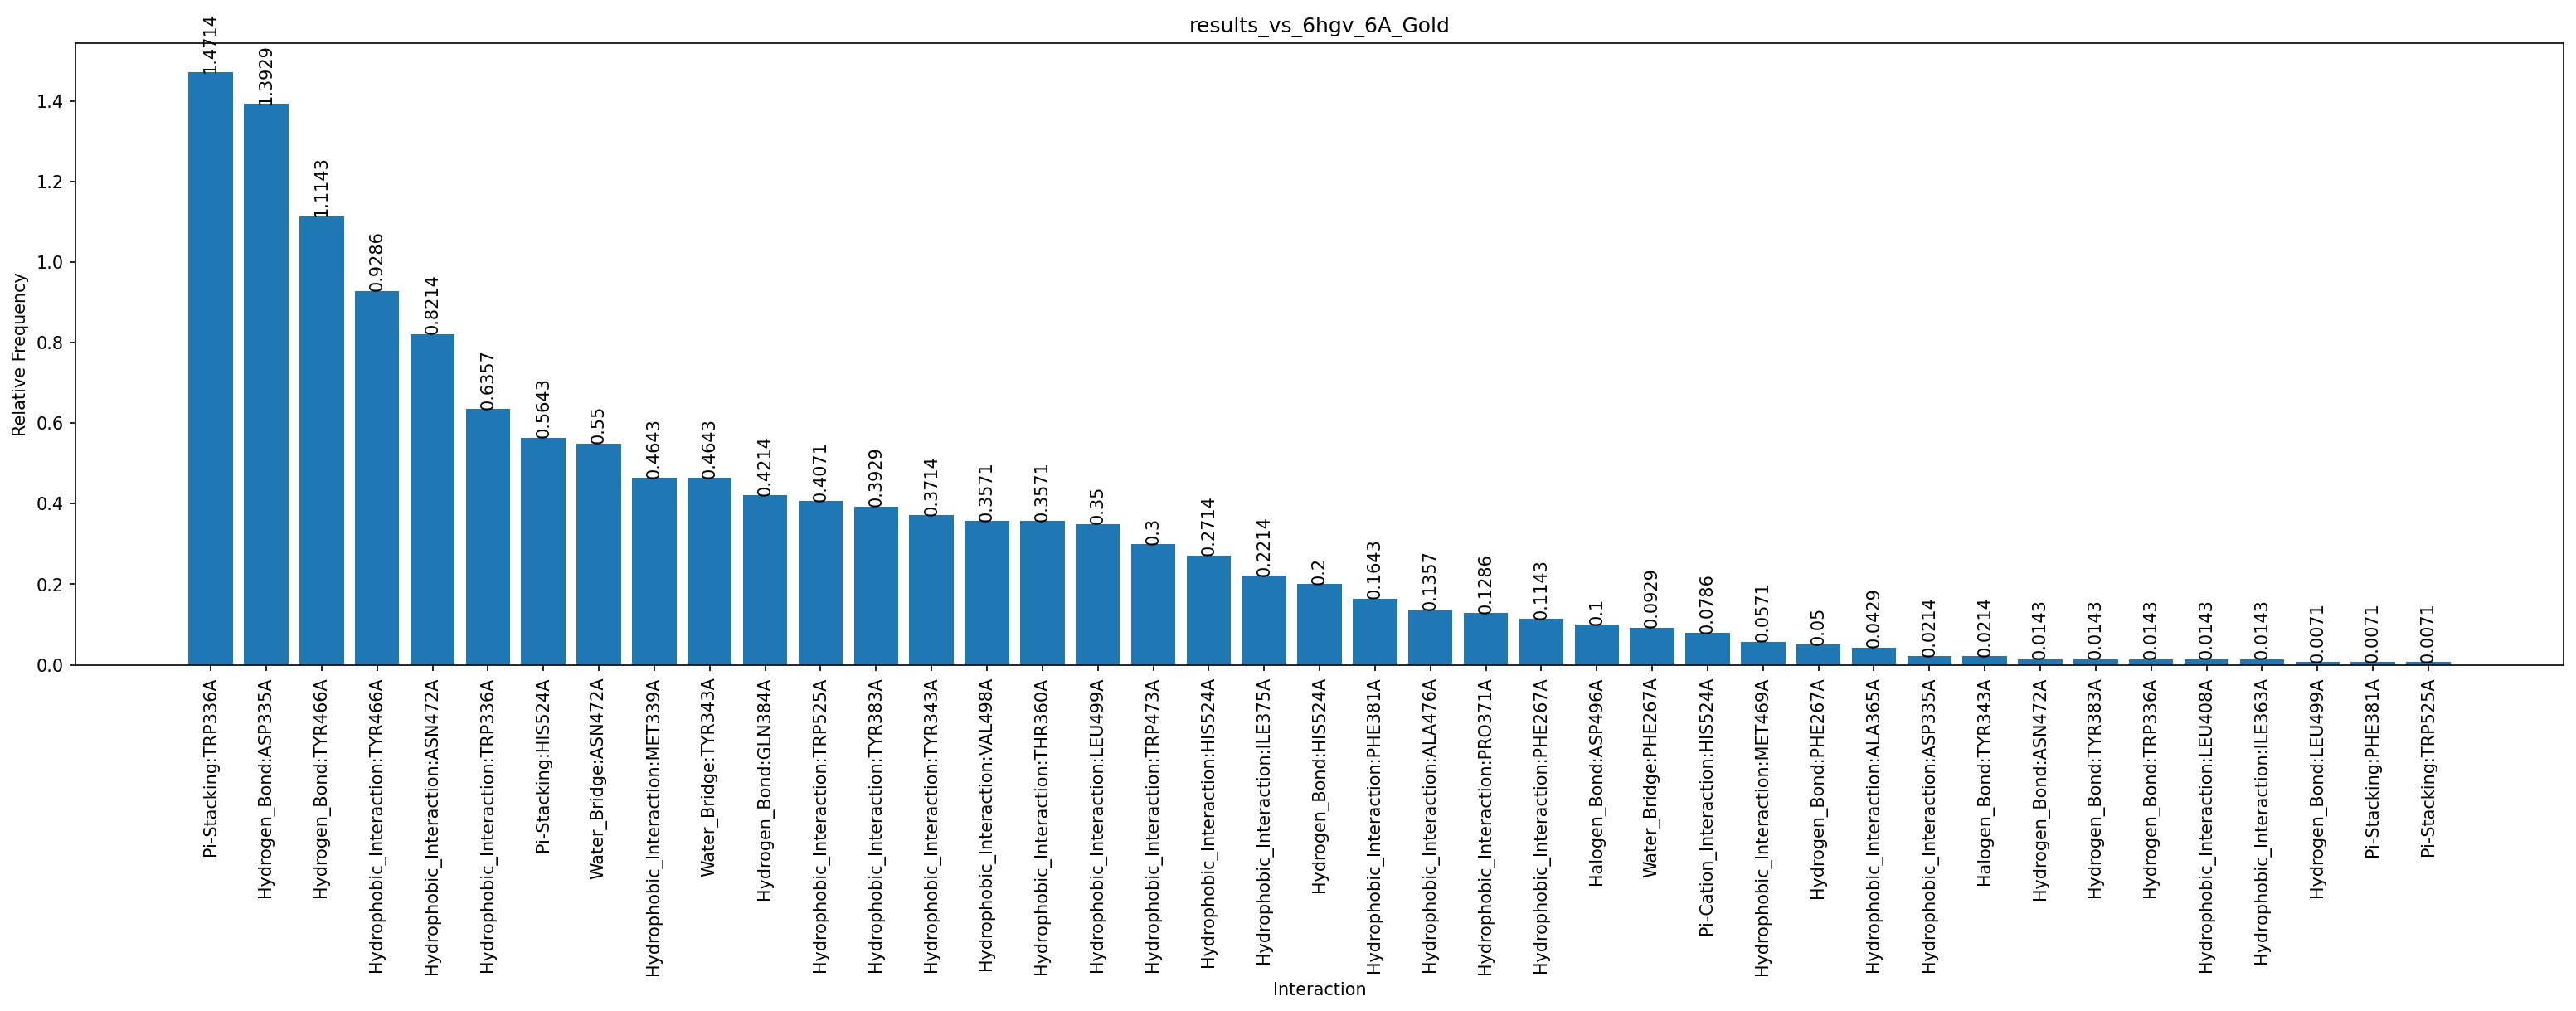 results_vs_6hgv_6A_Gold
Relative Frequency
1.4
1.2
1.0
0.8
0.6
0.4
0.2
0.0
1.4714
1.3929
1.1143
0.9286
0.8214
0.6357
0.5643
0.55
0.4643
0.4643
0.4214
0.4071
0.3929
0.3714
0.3571
0.3571
0.35
0.3
0.2714
0.2214
0.2
0.1643
0.1357
0.1286
0.1143
0.1
0.0929
0.0786
0.0571
0.05
0.0429
0.0214
0.0214
0.0143
0.0143
0.0143
0.0143
0.0143
0.0071
0.0071
0.0071
Pi-Stacking:TRP336A
Hydrogen_Bond:ASP335A
Hydrogen_Bond:TYR466A
Hydrophobic_Interaction:TYR466A
Hydrophobic_Interaction:ASN472A
Hydrophobic_Interaction:TRP336A
Pi-Stacking:HIS524A
Water_Bridge:ASN472A
Hydrophobic_Interaction:MET339A
Water_Bridge:TYR343A
Hydrogen_Bond:GLN384A
Hydrophobic_Interaction:TRP525A
Hydrophobic_Interaction:TYR383A
Hydrophobic_Interaction:TYR343A
Hydrophobic_Interaction:VAL498A
Hydrophobic_Interaction:THR360A
Hydrophobic_Interaction:LEU499A
Hydrophobic_Interaction:TRP473A
Hydrophobic_Interaction:HIS524A
Hydrophobic_Interaction:ILE375A
Hydrogen_Bond:HIS524A
Hydrophobic_Interaction:PHE381A
Hydrophobic_Interaction:ALA476A
Hydrophobic_Interaction:PRO371A
Hydrophobic_Interaction:PHE267A
Halogen_Bond:ASP496A
Water_Bridge:PHE267A
Pi-Cation_Interaction:HIS524A
Hydrophobic_Interaction:MET469A
Hydrogen_Bond:PHE267A
Hydrophobic_Interaction:ALA365A
Hydrophobic_Interaction:ASP335A
Halogen_Bond:TYR343A
Hydrogen_Bond:ASN472A
Hydrogen_Bond:TYR383A
Hydrogen_Bond:TRP336A
Hydrophobic_Interaction:LEU408A
Hydrophobic_Interaction:ILE363A
Hydrogen_Bond:LEU499A
Pi-Stacking:PHE381A
Pi-Stacking:TRP525A
Interaction